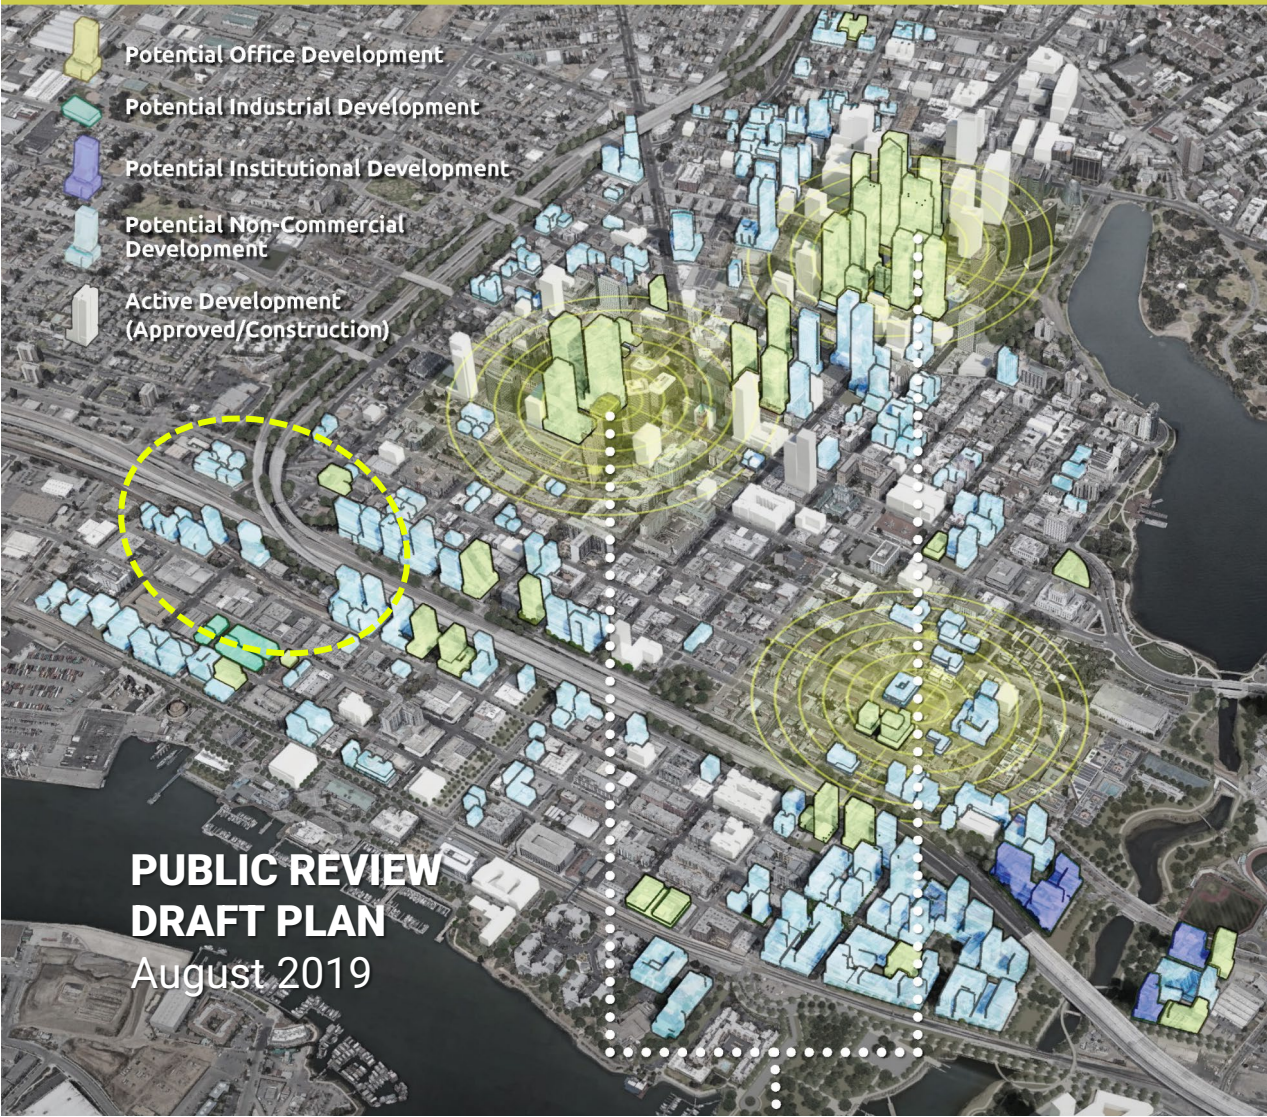 Potential Office Development
Potential Industrial Development
Potential Institutional Development
Potential Non-Commercial
Development
Active Development
(Approved/Construction)
PUBLIC REVIEW
DRAFT PLAN
August 2019